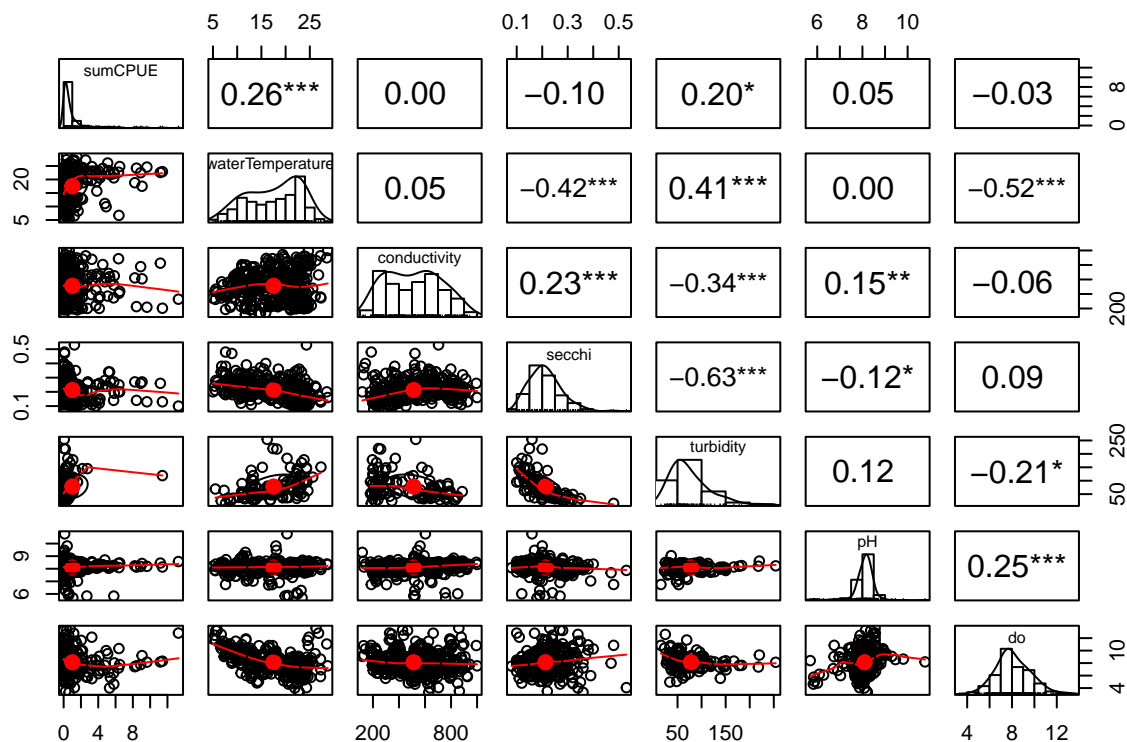 5 15 25
0.1 0.3 0.5
6 8 10
sumCPUE 0.26*** 0.00 −0.10 0.20* 0.05 −0.03
0 8
waterTemperature 0.05 −0.42*** 0.41*** 0.00 −0.52***
5 20
conductivity 0.23*** −0.34*** 0.15** −0.06
200
secchi −0.63*** −0.12* 0.09
0.1 0.5
turbidity 0.12 −0.21*
50 250
pH 0.25***
6 9
do
4 10
0 4 8
200 800
50 150
4 8 12